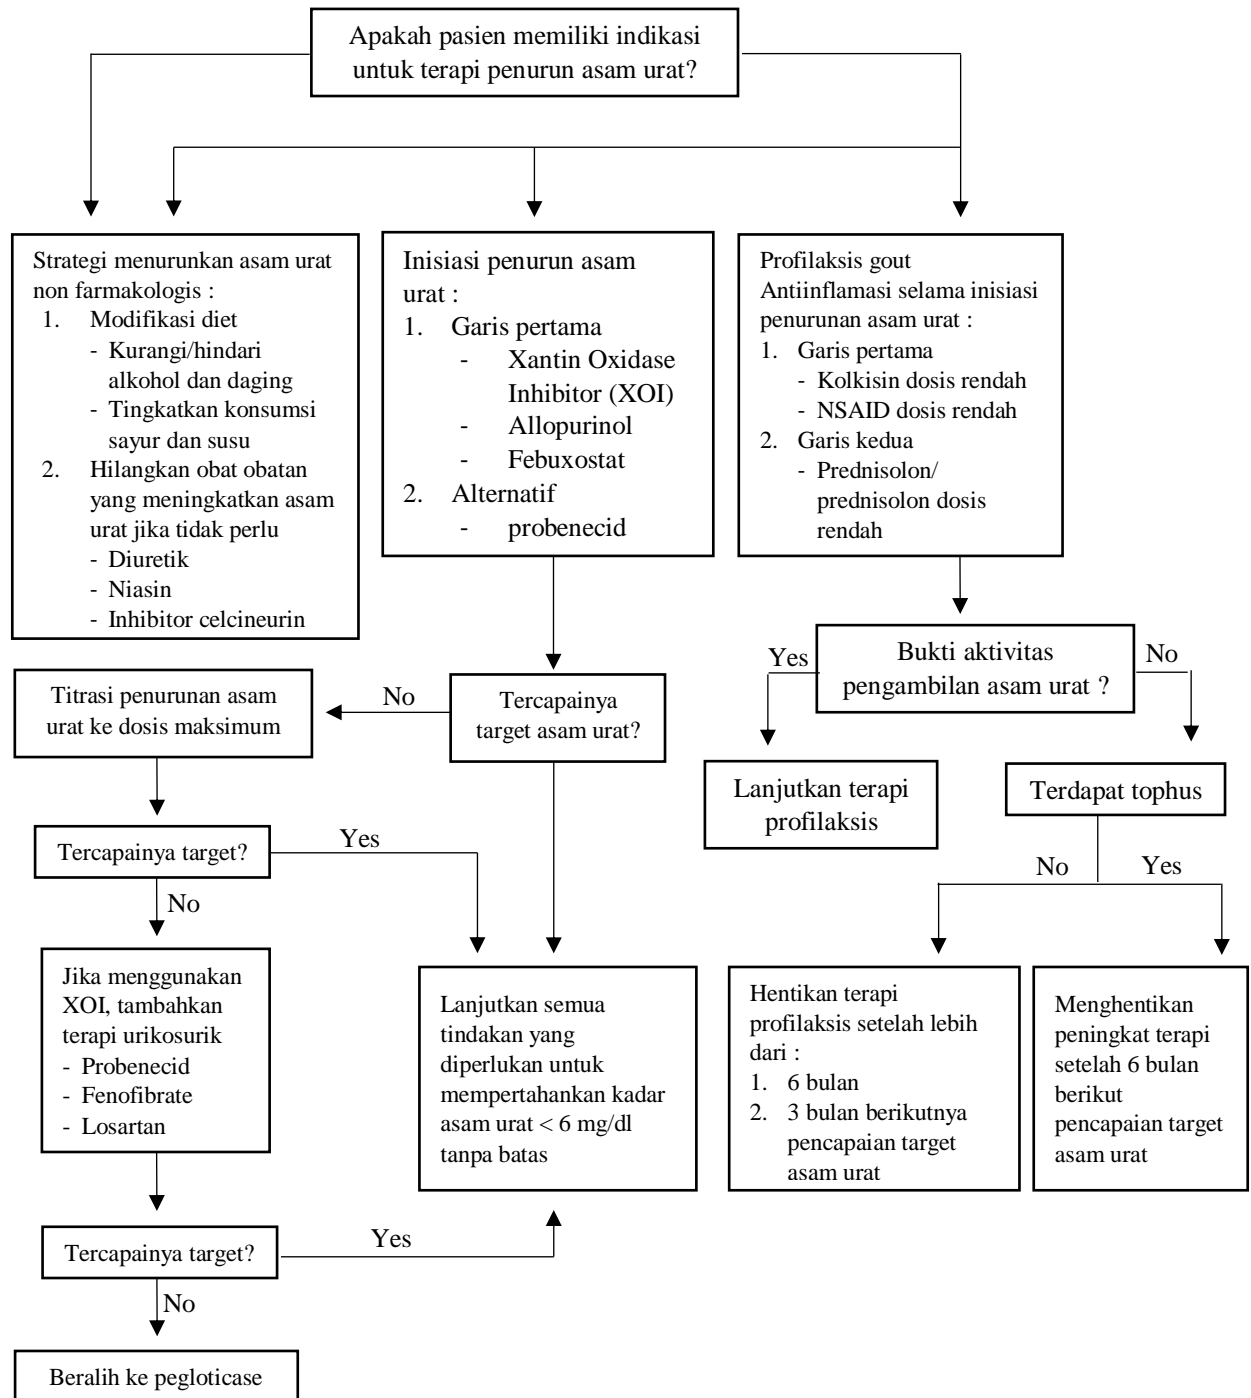 Apakah pasien memiliki indikasi
untuk terapi penurun asam urat?
Strategi menurunkan asam urat
non farmakologis :
1. Modifikasi diet
- Kurangi/hindari
alkohol dan daging
- Tingkatkan konsumsi
sayur dan susu
2. Hilangkan obat obatan
yang meningkatkan asam
urat jika tidak perlu
- Diuretik
- Niasin
- Inhibitor celcineurin
Inisiasi penurun asam
urat :
1. Garis pertama
- Xantin Oxidase
Inhibitor (XOI)
- Allopurinol
- Febuxostat
2. Alternatif
- probenecid
Profilaksis gout
Antiinflamasi selama inisiasi
penurunan asam urat :
1. Garis pertama
- Kolkisin dosis rendah
- NSAID dosis rendah
2. Garis kedua
- Prednisolon/
prednisolon dosis
rendah
Yes
Bukti aktivitas
pengambilan asam urat ?
No
Titrasi penurunan asam
urat ke dosis maksimum
No
Tercapainya
target asam urat?
Lanjutkan terapi
profilaksis
Terdapat tophus
Tercapainya target?
Yes
No
No
Yes
Jika menggunakan
XOI, tambahkan
terapi urikosurik
- Probenecid
- Fenofibrate
- Losartan
Lanjutkan semua
tindakan yang
diperlukan untuk
mempertahankan kadar
asam urat < 6 mg/dl
tanpa batas
Hentikan terapi
profilaksis setelah lebih
dari :
1. 6 bulan
2. 3 bulan berikutnya
pencapaian target
asam urat
Menghentikan
peningkat terapi
setelah 6 bulan
berikut
pencapaian target
asam urat
Tercapainya target?
Yes
No
Beralih ke pegloticase